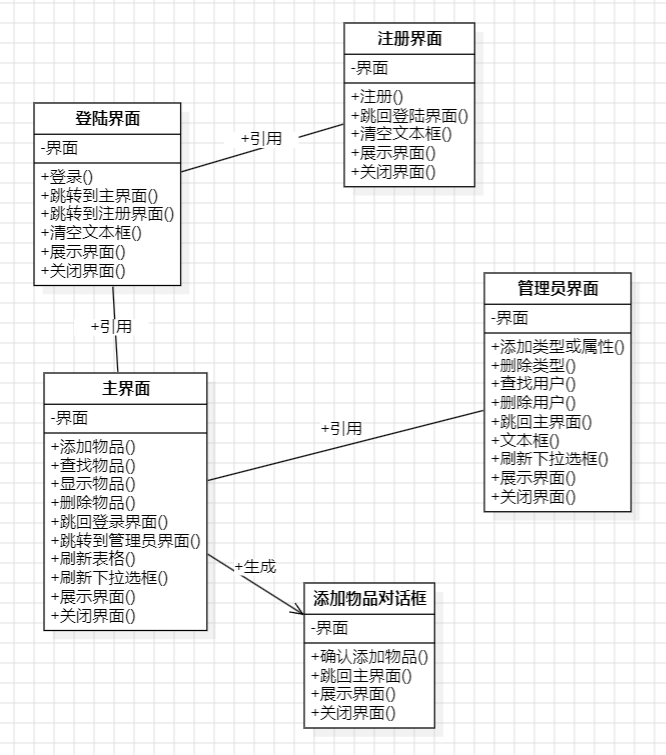 注册界面
-界面
+注册()
+跳回登陆界面()
+清空文本框()
+展示界面()
+关闭界面()
登陆界面
-界面
+登录()
+跳转到主界面()
+跳转到注册界面()
+清空文本框()
+展示界面()
+关闭界面()
+引用
+引用
管理员界面
-界面
+添加类型或属性()
+删除类型()
+查找用户()
+删除用户()
+跳回主界面()
+文本框()
+刷新下拉选框()
+展示界面()
+关闭界面()
主界面
-界面
+添加物品()
+查找物品()
+显示物品()
+删除物品()
+跳回登录界面()
+跳转到管理员界面()
+刷新表格()
+刷新下拉选框()
+展示界面()
+关闭界面()
+引用
+生成
添加物品对话框
-界面
+确认添加物品()
+跳回主界面()
+展示界面()
+关闭界面()